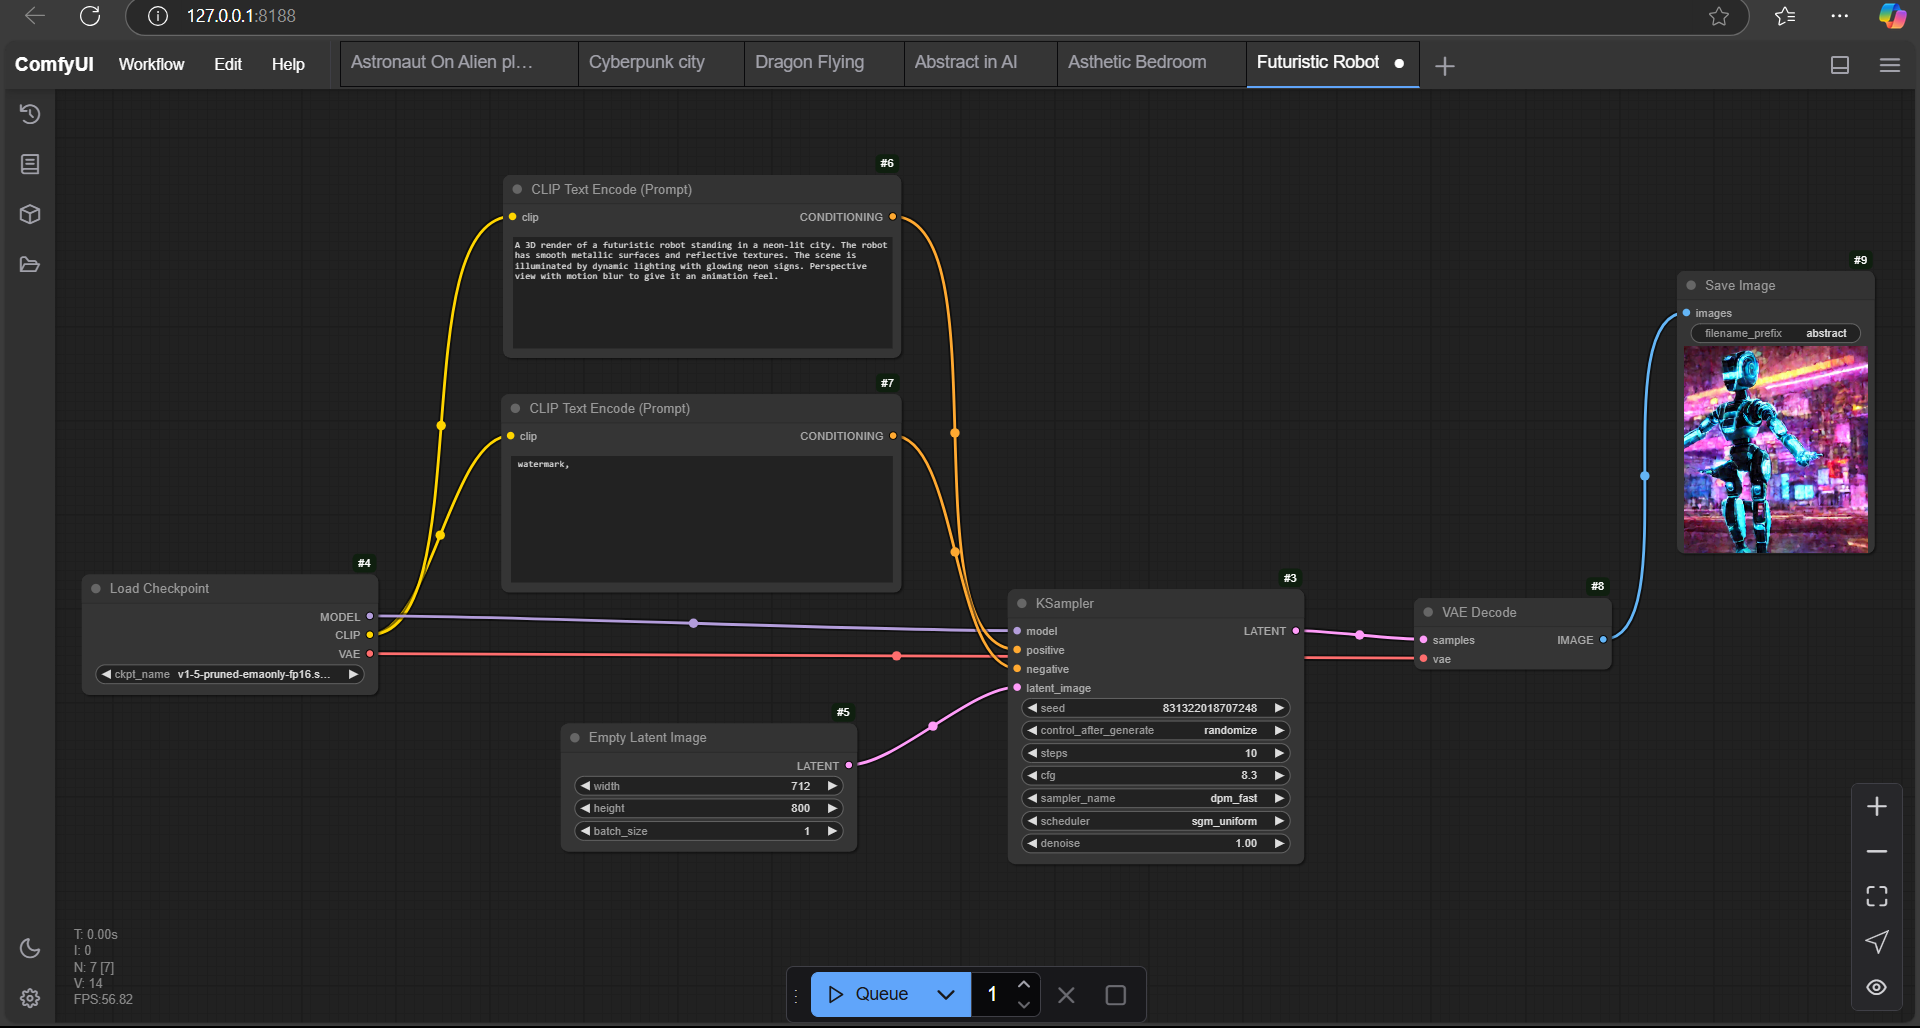 127.0.0.1:8188
ComfyUI Workflow Edit Help
Astronaut On Alien pl... Cyberpunk city Dragon Flying Abstract in AI Asthetic Bedroom Futuristic Robot
#6
CLIP Text Encode (Prompt)
clip CONDITIONING
A 3D render of a futuristic robot standing in a neon-lit city. The robot
has smooth metallic surfaces and reflective textures. The scene is
illuminated by dynamic lighting with glowing neon signs. Perspective
view with motion blur to give it an animation feel.
#7
CLIP Text Encode (Prompt)
clip CONDITIONING
watermark,
#4
Load Checkpoint
MODEL
CLIP
VAE
ckpt_name v1-5-pruned-emaonly-fp16.s...
#5
Empty Latent Image
LATENT
width 712
height 800
batch_size 1
#3
KSampler
model LATENT
positive
negative
latent_image
seed 831322018707248
control_after_generate randomize
steps 10
cfg 8.3
sampler_name dpm_fast
scheduler sgm_uniform
denoise 1.00
#8
VAE Decode
samples IMAGE
vae
#9
Save Image
images
filename_prefix abstract
T: 0.00s
I: 0
N: 7 [7]
V: 14
FPS:56.82
Queue 1